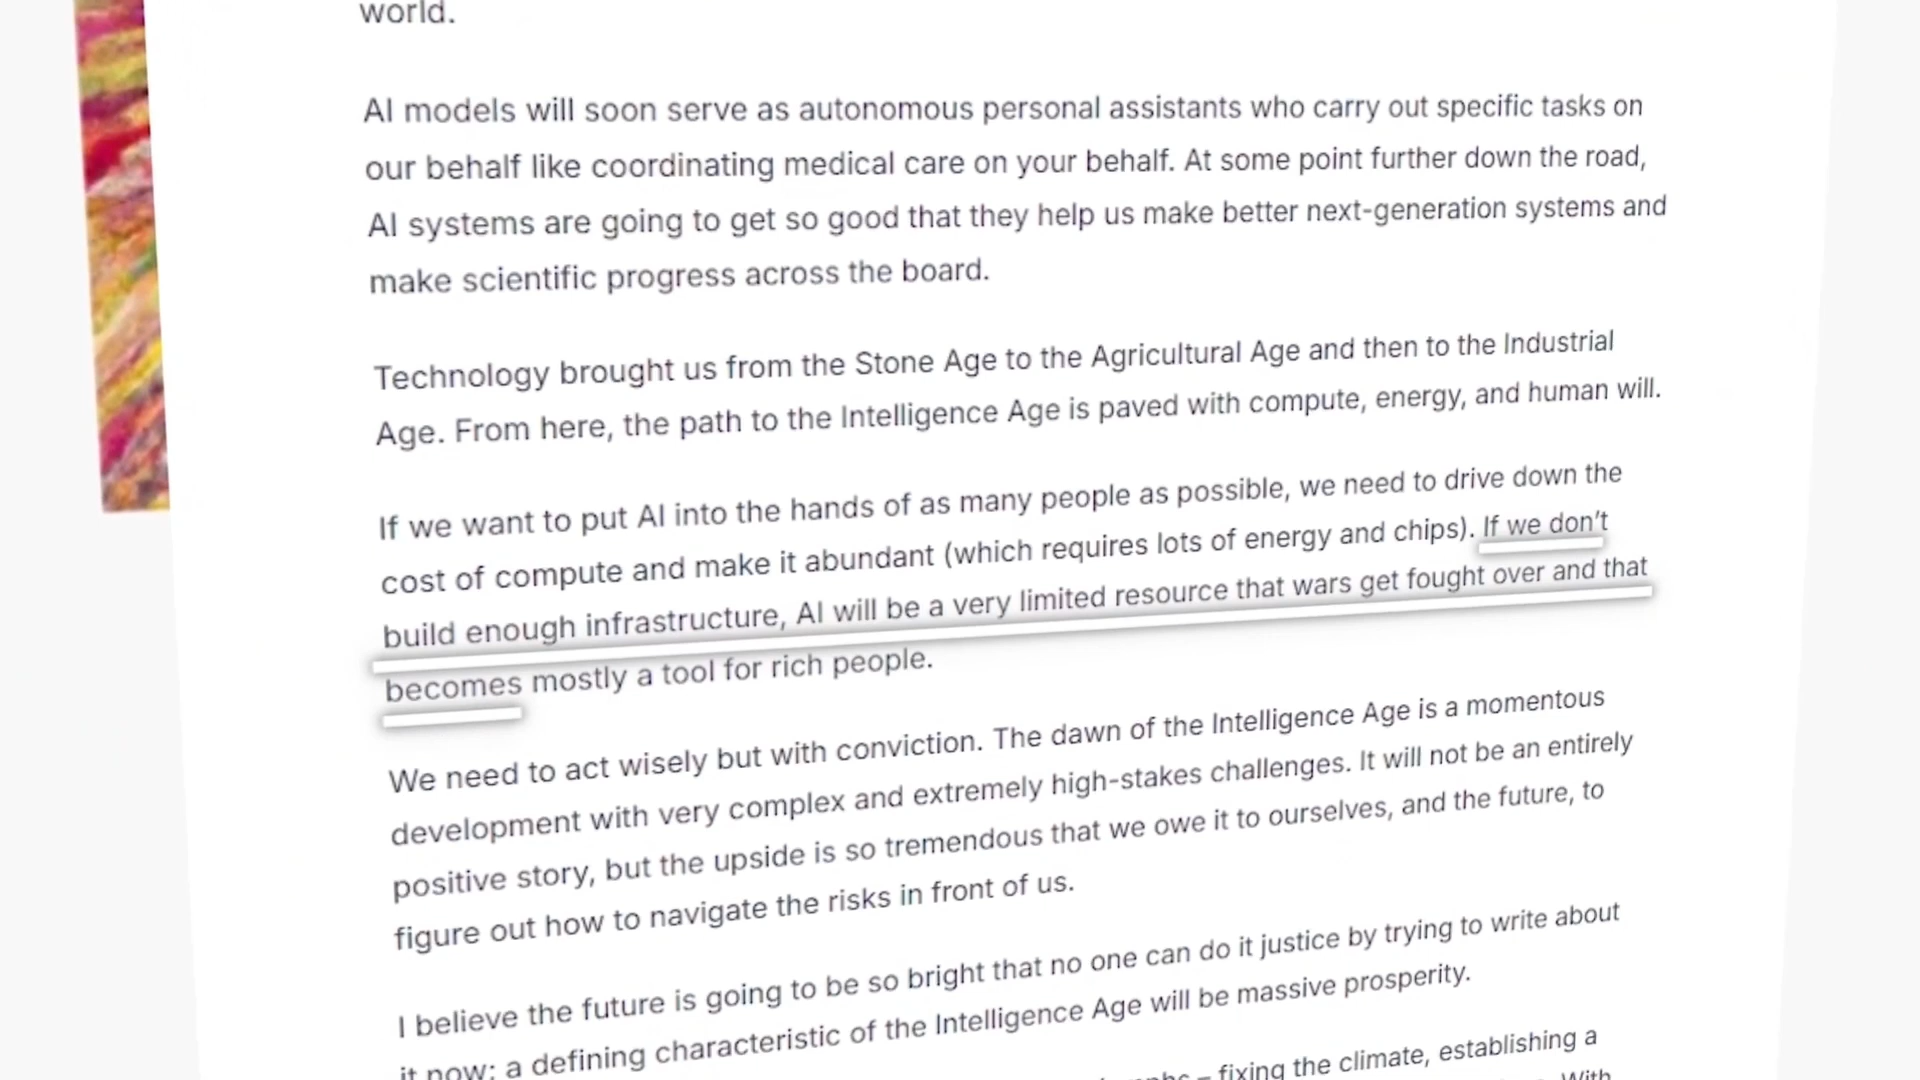 world.
AI models will soon serve as autonomous personal assistants who carry out specific tasks on
our behalf like coordinating medical care on your behalf. At some point further down the road,
AI systems are going to get so good that they help us make better next-generation systems and
make scientific progress across the board.
Technology brought us from the Stone Age to the Agricultural Age and then to the Industrial
Age. From here, the path to the Intelligence Age is paved with compute, energy, and human will.
If we want to put AI into the hands of as many people as possible, we need to drive down the
cost of compute and make it abundant (which requires lots of energy and chips). If we don't
build enough infrastructure, AI will be a very limited resource that wars get fought over and that
becomes mostly a tool for rich people.
We need to act wisely but with conviction. The dawn of the Intelligence Age is a momentous
development with very complex and extremely high-stakes challenges. It will not be an entirely
positive story, but the upside is so tremendous that we owe it to ourselves, and the future, to
figure out how to navigate the risks in front of us.
I believe the future is going to be so bright that no one can do it justice by trying to write about
it now; a defining characteristic of the Intelligence Age will be massive prosperity.
– fixing the climate, establishing a
With